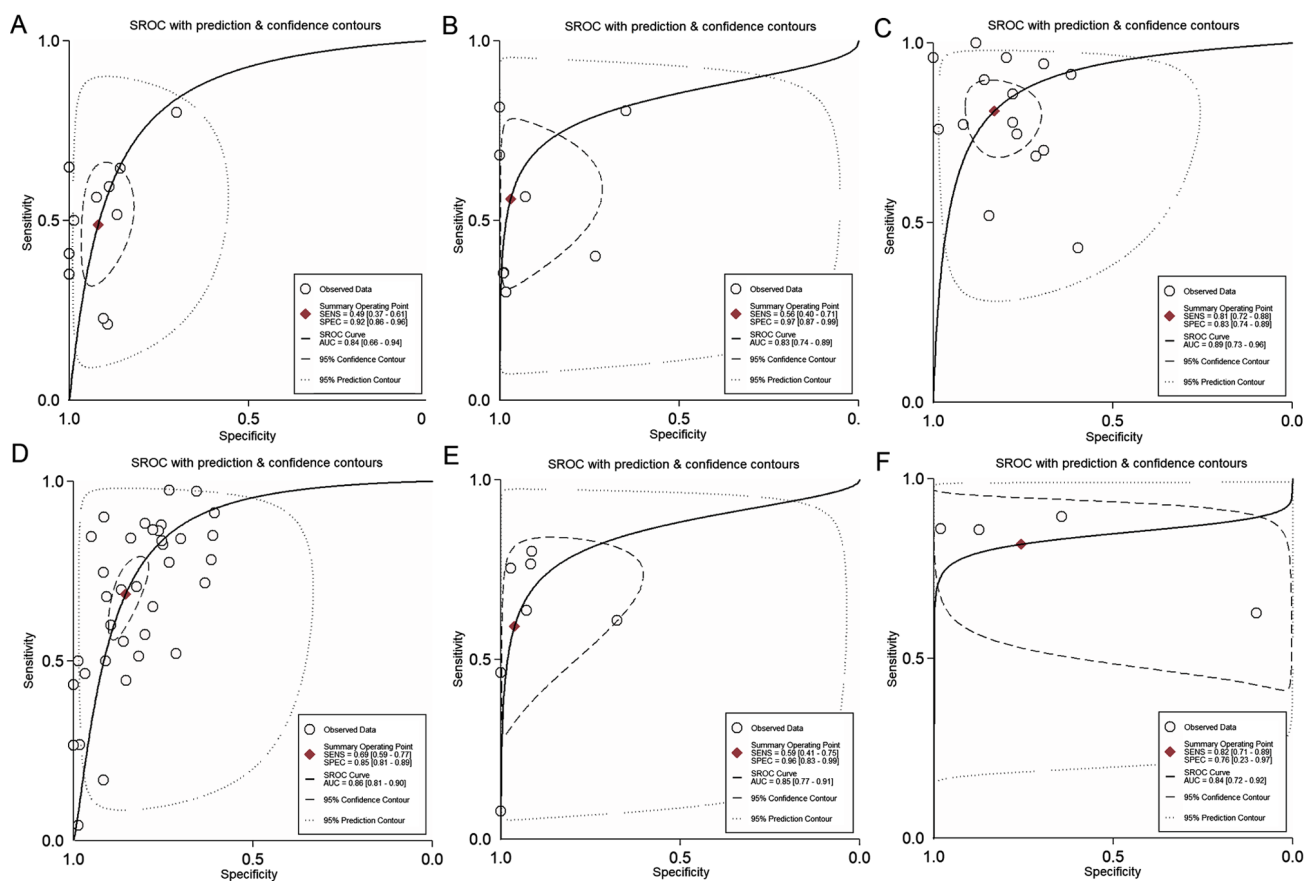 A
SROC with prediction & confidence contours
1.0
0.5
0.0
Sensitivity
1.0
0.5
0
Specificity
Observed Data
Summary Operating Point
SENS = 0.49 [0.37 - 0.61]
SPEC = 0.92 [0.86 - 0.96]
SROC Curve
AUC = 0.84 [0.66 - 0.94]
95% Confidence Contour
95% Prediction Contour
B
SROC with prediction & confidence contours
1.0
0.5
0.0
Sensitivity
1.0
0.5
0.
Specificity
Observed Data
Summary Operating Point
SENS = 0.56 [0.40 - 0.71]
SPEC = 0.97 [0.87 - 0.99]
SROC Curve
AUC = 0.83 [0.74 - 0.89]
95% Confidence Contour
95% Prediction Contour
C
SROC with prediction & confidence contours
1.0
0.5
0.0
Sensitivity
1.0
0.5
0.0
Specificity
Observed Data
Summary Operating Point
SENS = 0.81 [0.72 - 0.88]
SPEC = 0.83 [0.74 - 0.89]
SROC Curve
AUC = 0.89 [0.73 - 0.96]
95% Confidence Contour
95% Prediction Contour
D
SROC with prediction & confidence contours
1.0
0.5
0.0
Sensitivity
1.0
0.5
0.0
Specificity
Observed Data
Summary Operating Point
SENS = 0.69 [0.59 - 0.77]
SPEC = 0.85 [0.81 - 0.89]
SROC Curve
AUC = 0.86 [0.81 - 0.90]
95% Confidence Contour
95% Prediction Contour
E
SROC with prediction & confidence contours
1.0
0.5
0.0
Sensitivity
1.0
0.5
0.0
Specificity
Observed Data
Summary Operating Point
SENS = 0.59 [0.41 - 0.75]
SPEC = 0.96 [0.83 - 0.99]
SROC Curve
AUC = 0.85 [0.77 - 0.91]
95% Confidence Contour
95% Prediction Contour
F
SROC with prediction & confidence contours
1.0
0.5
0.0
Sensitivity
1.0
0.5
0.0
Specificity
Observed Data
Summary Operating Point
SENS = 0.82 [0.71 - 0.89]
SPEC = 0.76 [0.23 - 0.97]
SROC Curve
AUC = 0.84 [0.72 - 0.92]
95% Confidence Contour
95% Prediction Contour